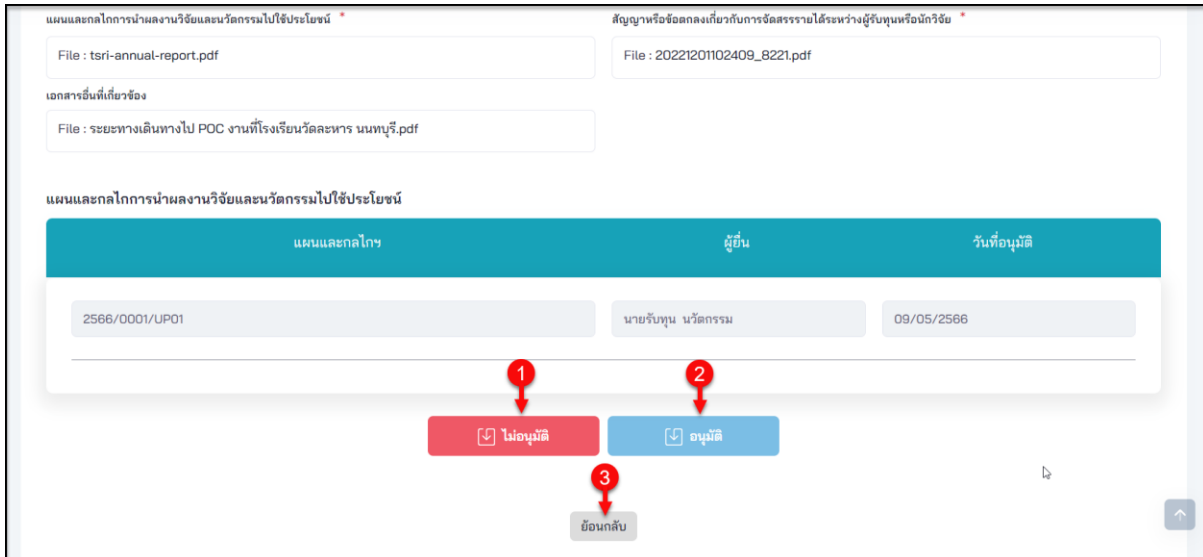 แผนและกลไกการนำผลงานวิจัยและนวัตกรรมไปใช้ประโยชน์ * สัญญาหรือข้อตกลงเกี่ยวกับการจัดสรรรายได้ระหว่างผู้รับทุนหรือนักวิจัย *
File : tsri-annual-report.pdf File : 20221201102409_8221.pdf
เอกสารอื่นที่เกี่ยวข้อง
File : ระยะทางเดินทางไป POC งานที่โรงเรียนวัดละหาร นนทบุรี.pdf
แผนและกลไกการนำผลงานวิจัยและนวัตกรรมไปใช้ประโยชน์
แผนและกลไกฯ ผู้ยื่น วันที่อนุมัติ
2566/0001/UP01 นายรับทุน นวัตกรรม 09/05/2566
1 2
ไม่อนุมัติ อนุมัติ
3
ย้อนกลับ